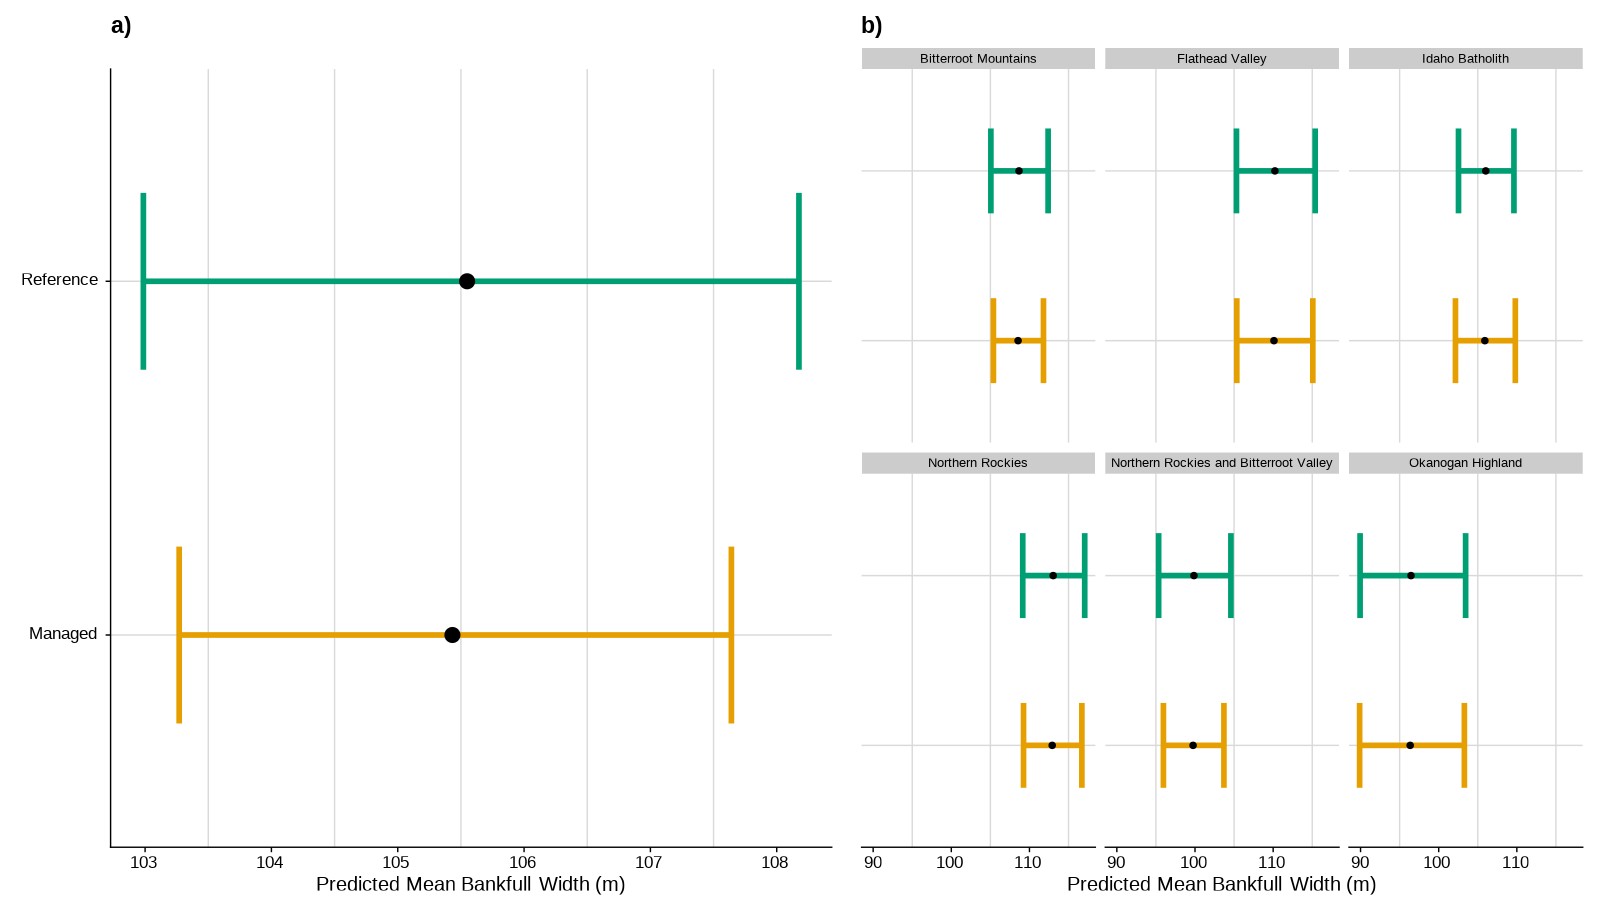 a)
Reference
Managed
103 104 105 106 107 108
Predicted Mean Bankfull Width (m)
b)
Bitterroot Mountains Flathead Valley Idaho Batholith
Northern Rockies Northern Rockies and Bitterroot Valley Okanogan Highland
90 100 110 90 100 110 90 100 110
Predicted Mean Bankfull Width (m)